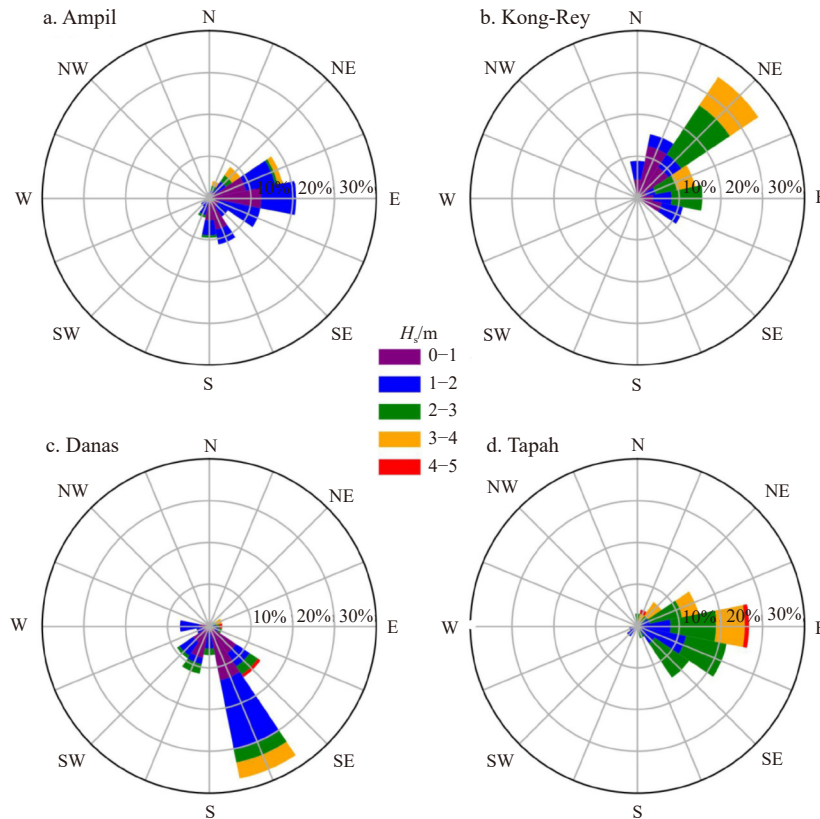 a. Ampil
N
NW
NE
W
10% 20% 30%
E
SW
SE
S
b. Kong-Rey
N
NW
NE
W
10% 20% 30%
E
SW
SE
S
Hs/m
0−1
1−2
2−3
3−4
4−5
c. Danas
N
NW
NE
W
10% 20% 30%
E
SW
SE
S
d. Tapah
N
NW
NE
W
10% 20% 30%
E
SW
SE
S